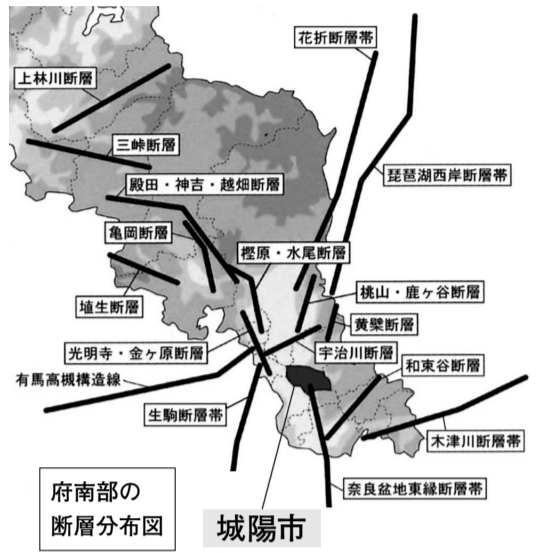 花折断層帯
上林川断層
三峠断層
琵琶湖西岸断層帯
殿田・神吉・越畑断層
亀岡断層
樫原・水尾断層
桃山・鹿ヶ谷断層
埴生断層
黄檗断層
光明寺・金ヶ原断層
宇治川断層
和束谷断層
有馬高槻構造線
生駒断層帯
木津川断層帯
奈良盆地東縁断層帯
府南部の
断層分布図
城陽市